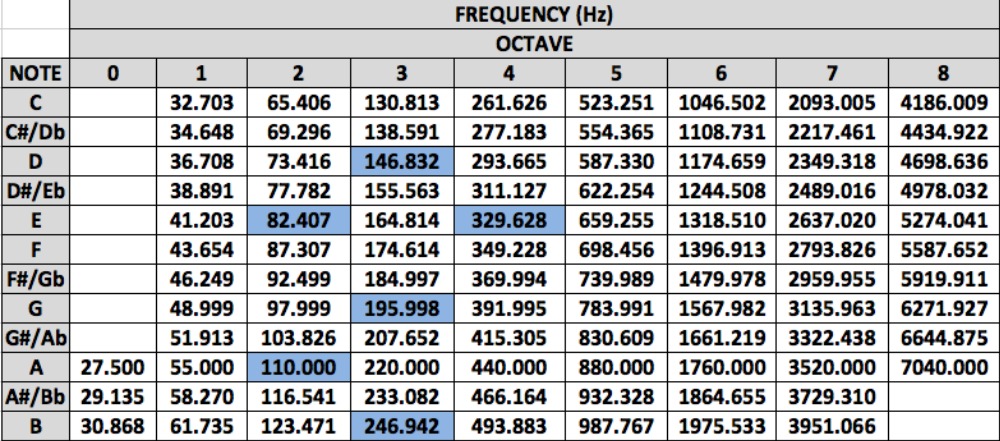 FREQUENCY (Hz)
OCTAVE
NOTE 0 1 2 3 4 5 6 7 8
C 32.703 65.406 130.813 261.626 523.251 1046.502 2093.005 4186.009
C#/Db 34.648 69.296 138.591 277.183 554.365 1108.731 2217.461 4434.922
D 36.708 73.416 146.832 293.665 587.330 1174.659 2349.318 4698.636
D#/Eb 38.891 77.782 155.563 311.127 622.254 1244.508 2489.016 4978.032
E 41.203 82.407 164.814 329.628 659.255 1318.510 2637.020 5274.041
F 43.654 87.307 174.614 349.228 698.456 1396.913 2793.826 5587.652
F#/Gb 46.249 92.499 184.997 369.994 739.989 1479.978 2959.955 5919.911
G 48.999 97.999 195.998 391.995 783.991 1567.982 3135.963 6271.927
G#/Ab 51.913 103.826 207.652 415.305 830.609 1661.219 3322.438 6644.875
A 27.500 55.000 110.000 220.000 440.000 880.000 1760.000 3520.000 7040.000
A#/Bb 29.135 58.270 116.541 233.082 466.164 932.328 1864.655 3729.310
B 30.868 61.735 123.471 246.942 493.883 987.767 1975.533 3951.066